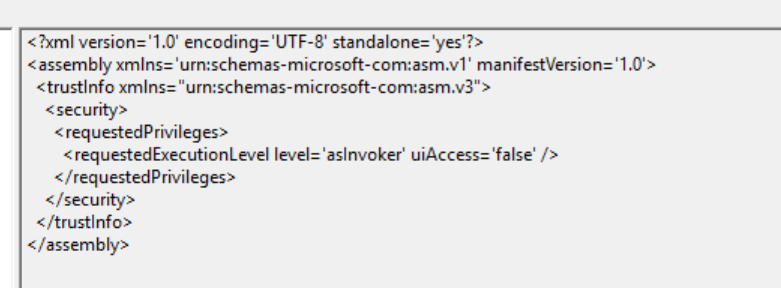 <?xml version='1.0' encoding='UTF-8' standalone='yes'?>
<assembly xmlns='urn:schemas-microsoft-com:asm.v1' manifestVersion='1.0'>
  <trustInfo xmlns="urn:schemas-microsoft-com:asm.v3">
    <security>
      <requestedPrivileges>
        <requestedExecutionLevel level='asInvoker' uiAccess='false' />
      </requestedPrivileges>
    </security>
  </trustInfo>
</assembly>